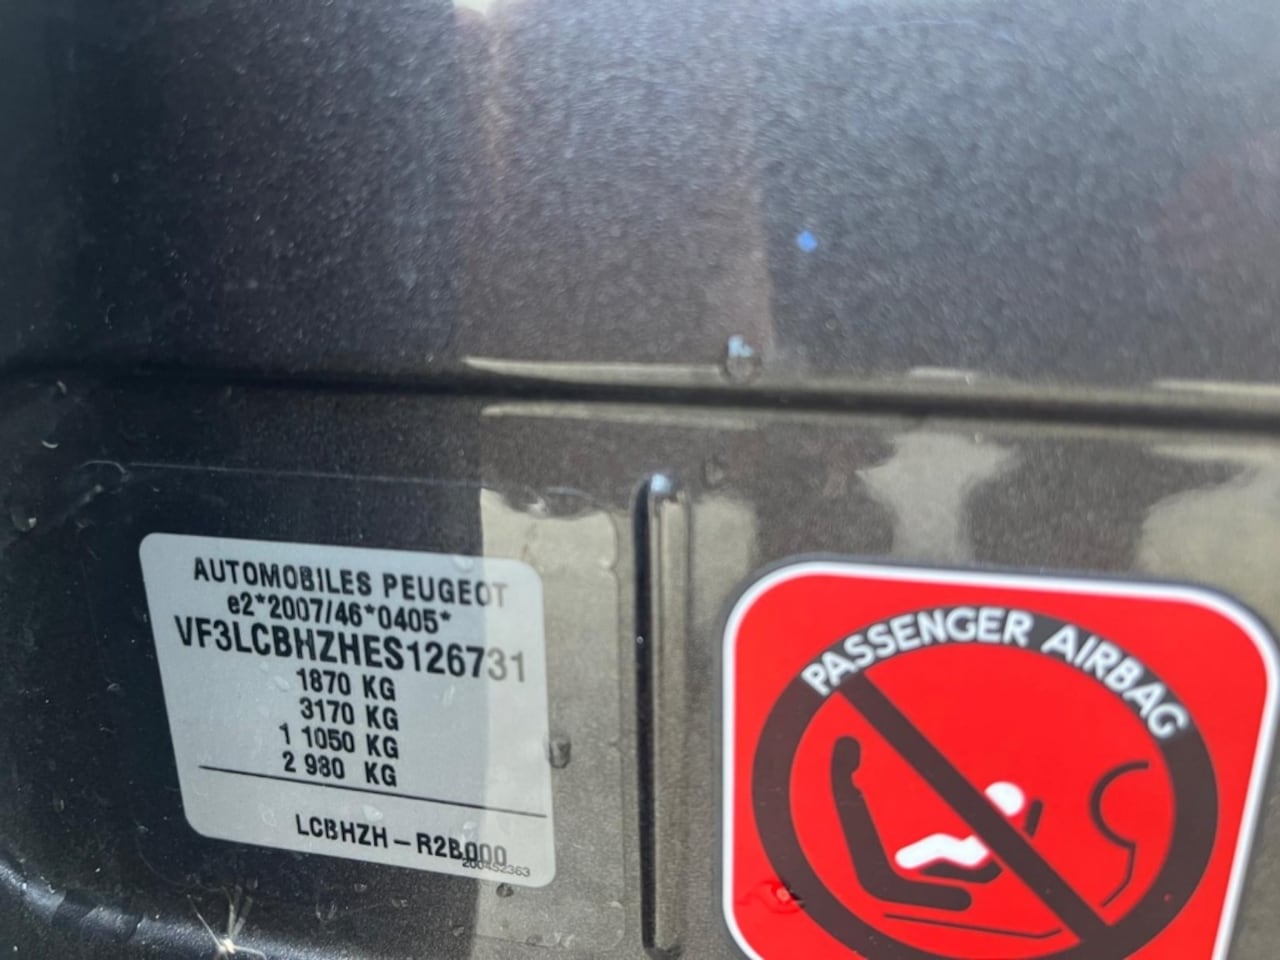 AUTOMOBILES PEUGEOT
e2*2007/46*0405*
VF3LCBHZHES126731
1870 KG
3170 KG
1 1050 KG
2 980 KG
LCBHZH-R2B000
200452363
PASSENGER AIRBAG